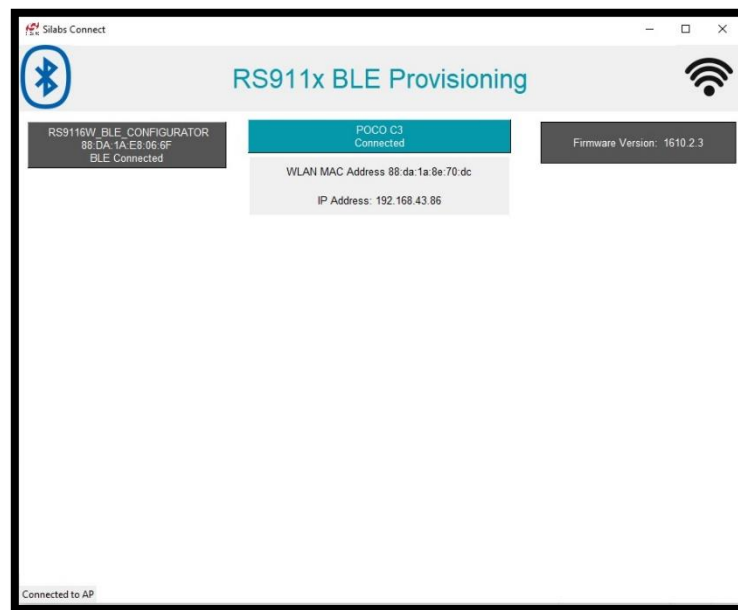 Silabs Connect
RS911x BLE Provisioning
RS9116W_BLE_CONFIGURATOR
88:DA:1A:E8:06:6F
BLE Connected
POCO C3
Connected
WLAN MAC Address 88:da:1a:8e:70:dc
IP Address: 192.168.43.86
Firmware Version: 1610.2.3
Connected to AP